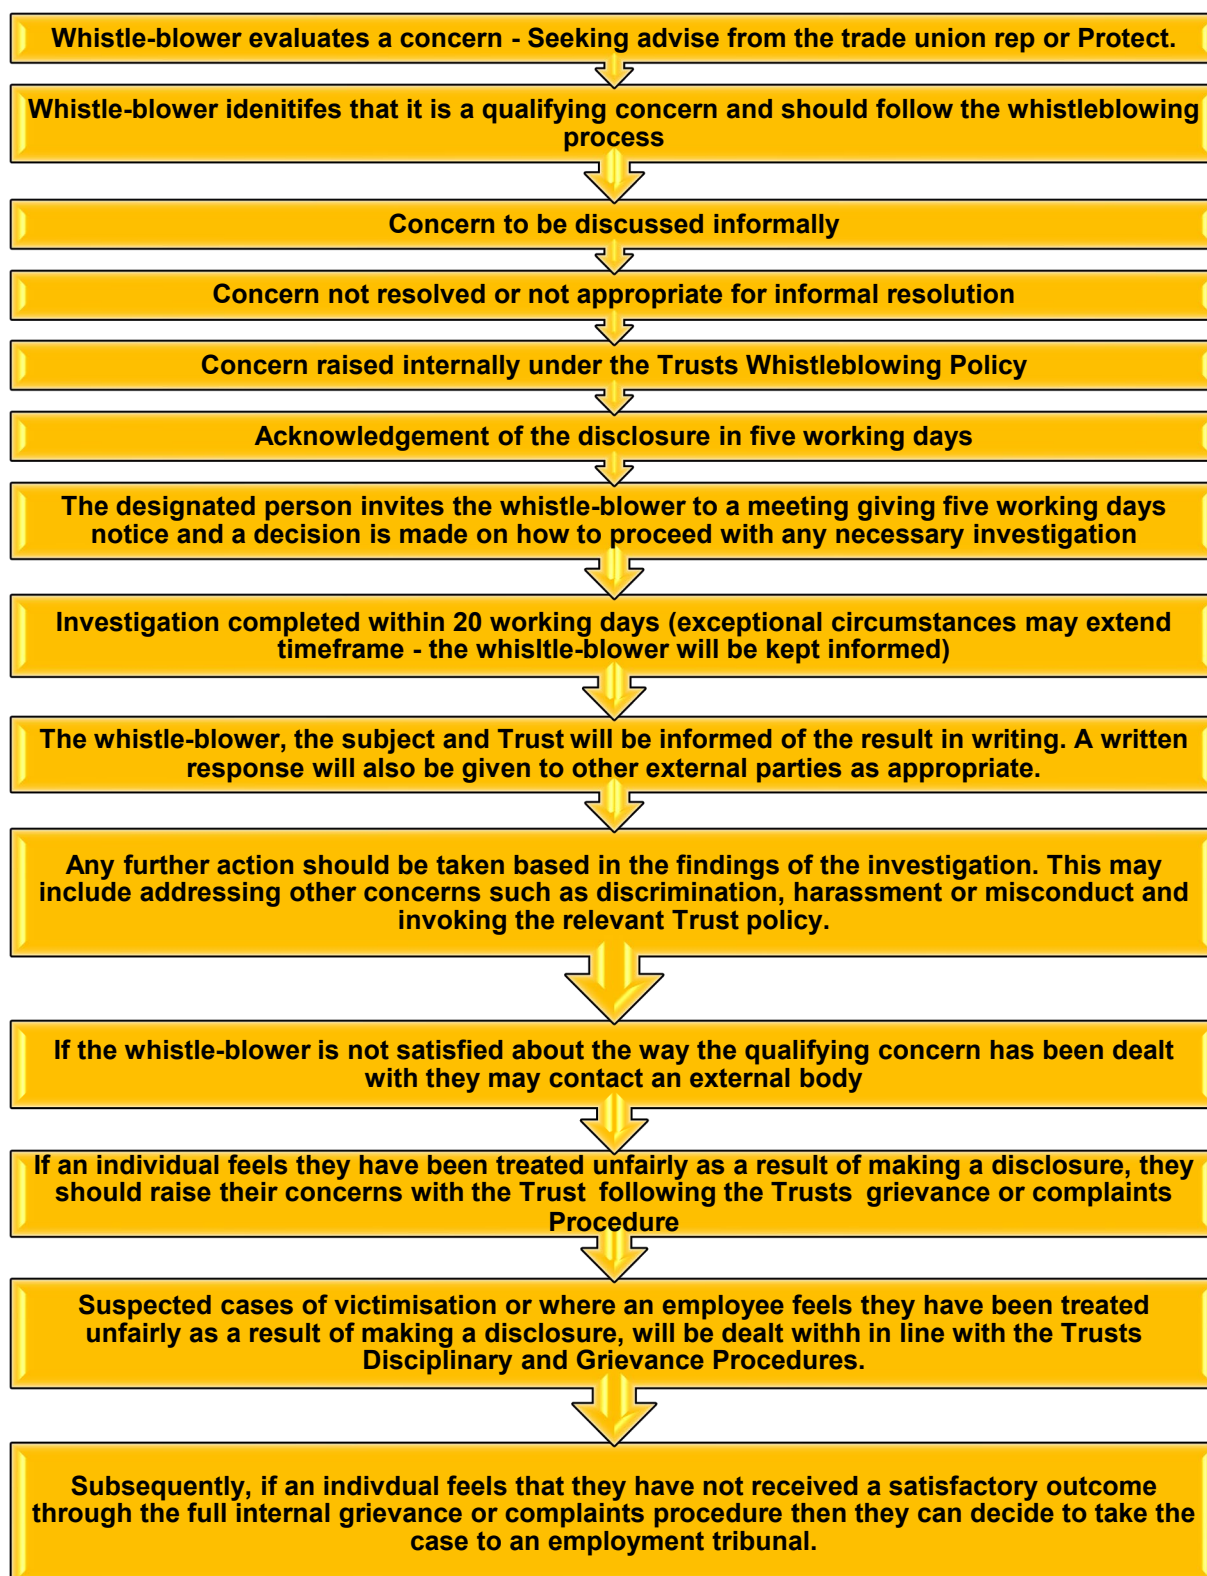 Whistle-blower evaluates a concern - Seeking advise from the trade union rep or Protect.
Whistle-blower idenitifes that it is a qualifying concern and should follow the whistleblowing
process
Concern to be discussed informally
Concern not resolved or not appropriate for informal resolution
Concern raised internally under the Trusts Whistleblowing Policy
Acknowledgement of the disclosure in five working days
The designated person invites the whistle-blower to a meeting giving five working days
notice and a decision is made on how to proceed with any necessary investigation
Investigation completed within 20 working days (exceptional circumstances may extend
timeframe - the whisltle-blower will be kept informed)
The whistle-blower, the subject and Trust will be informed of the result in writing. A written
response will also be given to other external parties as appropriate.
Any further action should be taken based in the findings of the investigation. This may
include addressing other concerns such as discrimination, harassment or misconduct and
invoking the relevant Trust policy.
If the whistle-blower is not satisfied about the way the qualifying concern has been dealt
with they may contact an external body
If an individual feels they have been treated unfairly as a result of making a disclosure, they
should raise their concerns with the Trust following the Trusts grievance or complaints
Procedure
Suspected cases of victimisation or where an employee feels they have been treated
unfairly as a result of making a disclosure, will be dealt withh in line with the Trusts
Disciplinary and Grievance Procedures.
Subsequently, if an indivdual feels that they have not received a satisfactory outcome
through the full internal grievance or complaints procedure then they can decide to take the
case to an employment tribunal.